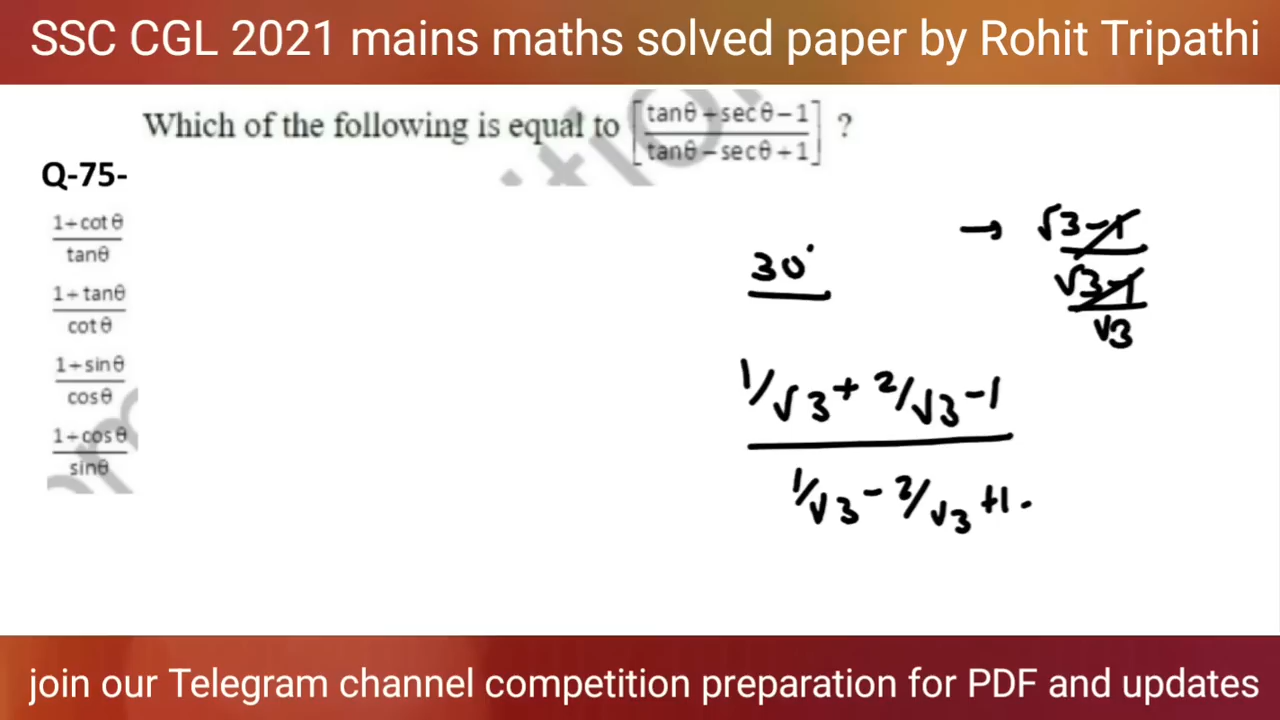 SSC CGL 2021 mains maths solved paper by Rohit Tripathi
Which of the following is equal to [(tanθ+secθ−1)/(tanθ−secθ+1)] ?
Q-75-
(1+cotθ)/tanθ
(1+tanθ)/cotθ
(1+sinθ)/cosθ
(1+cosθ)/sinθ
30°
→ √3-1
√3-1
√3
1/√3 + 2/√3 -1
1/√3 - 2/√3 +1.
join our Telegram channel competition preparation for PDF and updates